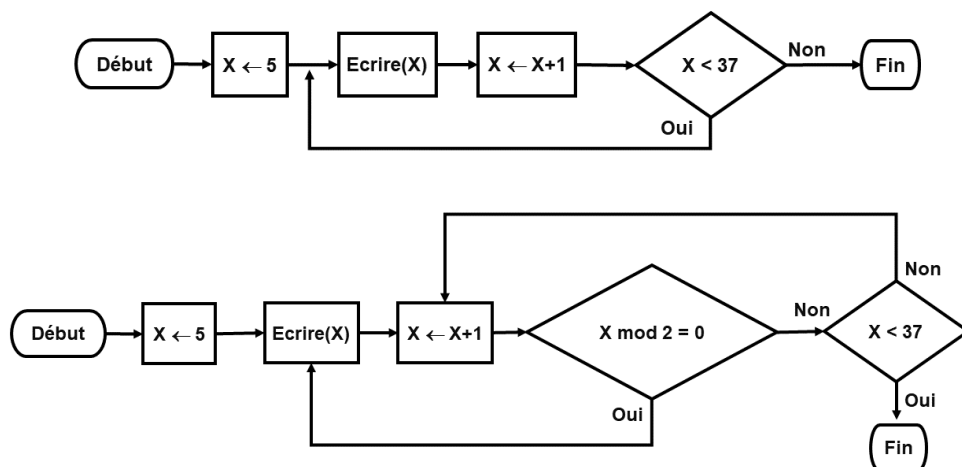 Début
X ← 5
Ecrire(X)
X ← X+1
X < 37
Non
Fin
Oui
Non
Début
X ← 5
Ecrire(X)
X ← X+1
X mod 2 = 0
Non
X < 37
Oui
Oui
Fin